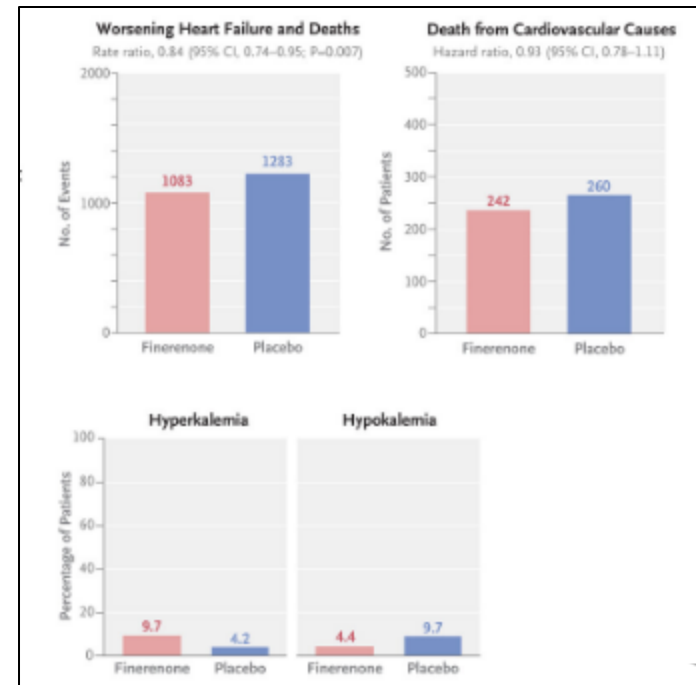 Worsening Heart Failure and Deaths
Rate ratio, 0.84 (95% CI, 0.74–0.95; P=0.007)
2000
1000
0
No. of Events
1083
1283
Finerenone Placebo
Death from Cardiovascular Causes
Hazard ratio, 0.93 (95% CI, 0.78–1.11)
500
400
300
200
100
0
No. of Patients
242
260
Finerenone Placebo
Hyperkalemia
100
80
60
40
20
0
Percentage of Patients
9.7
4.2
Finerenone Placebo
Hypokalemia
4.4
9.7
Finerenone Placebo